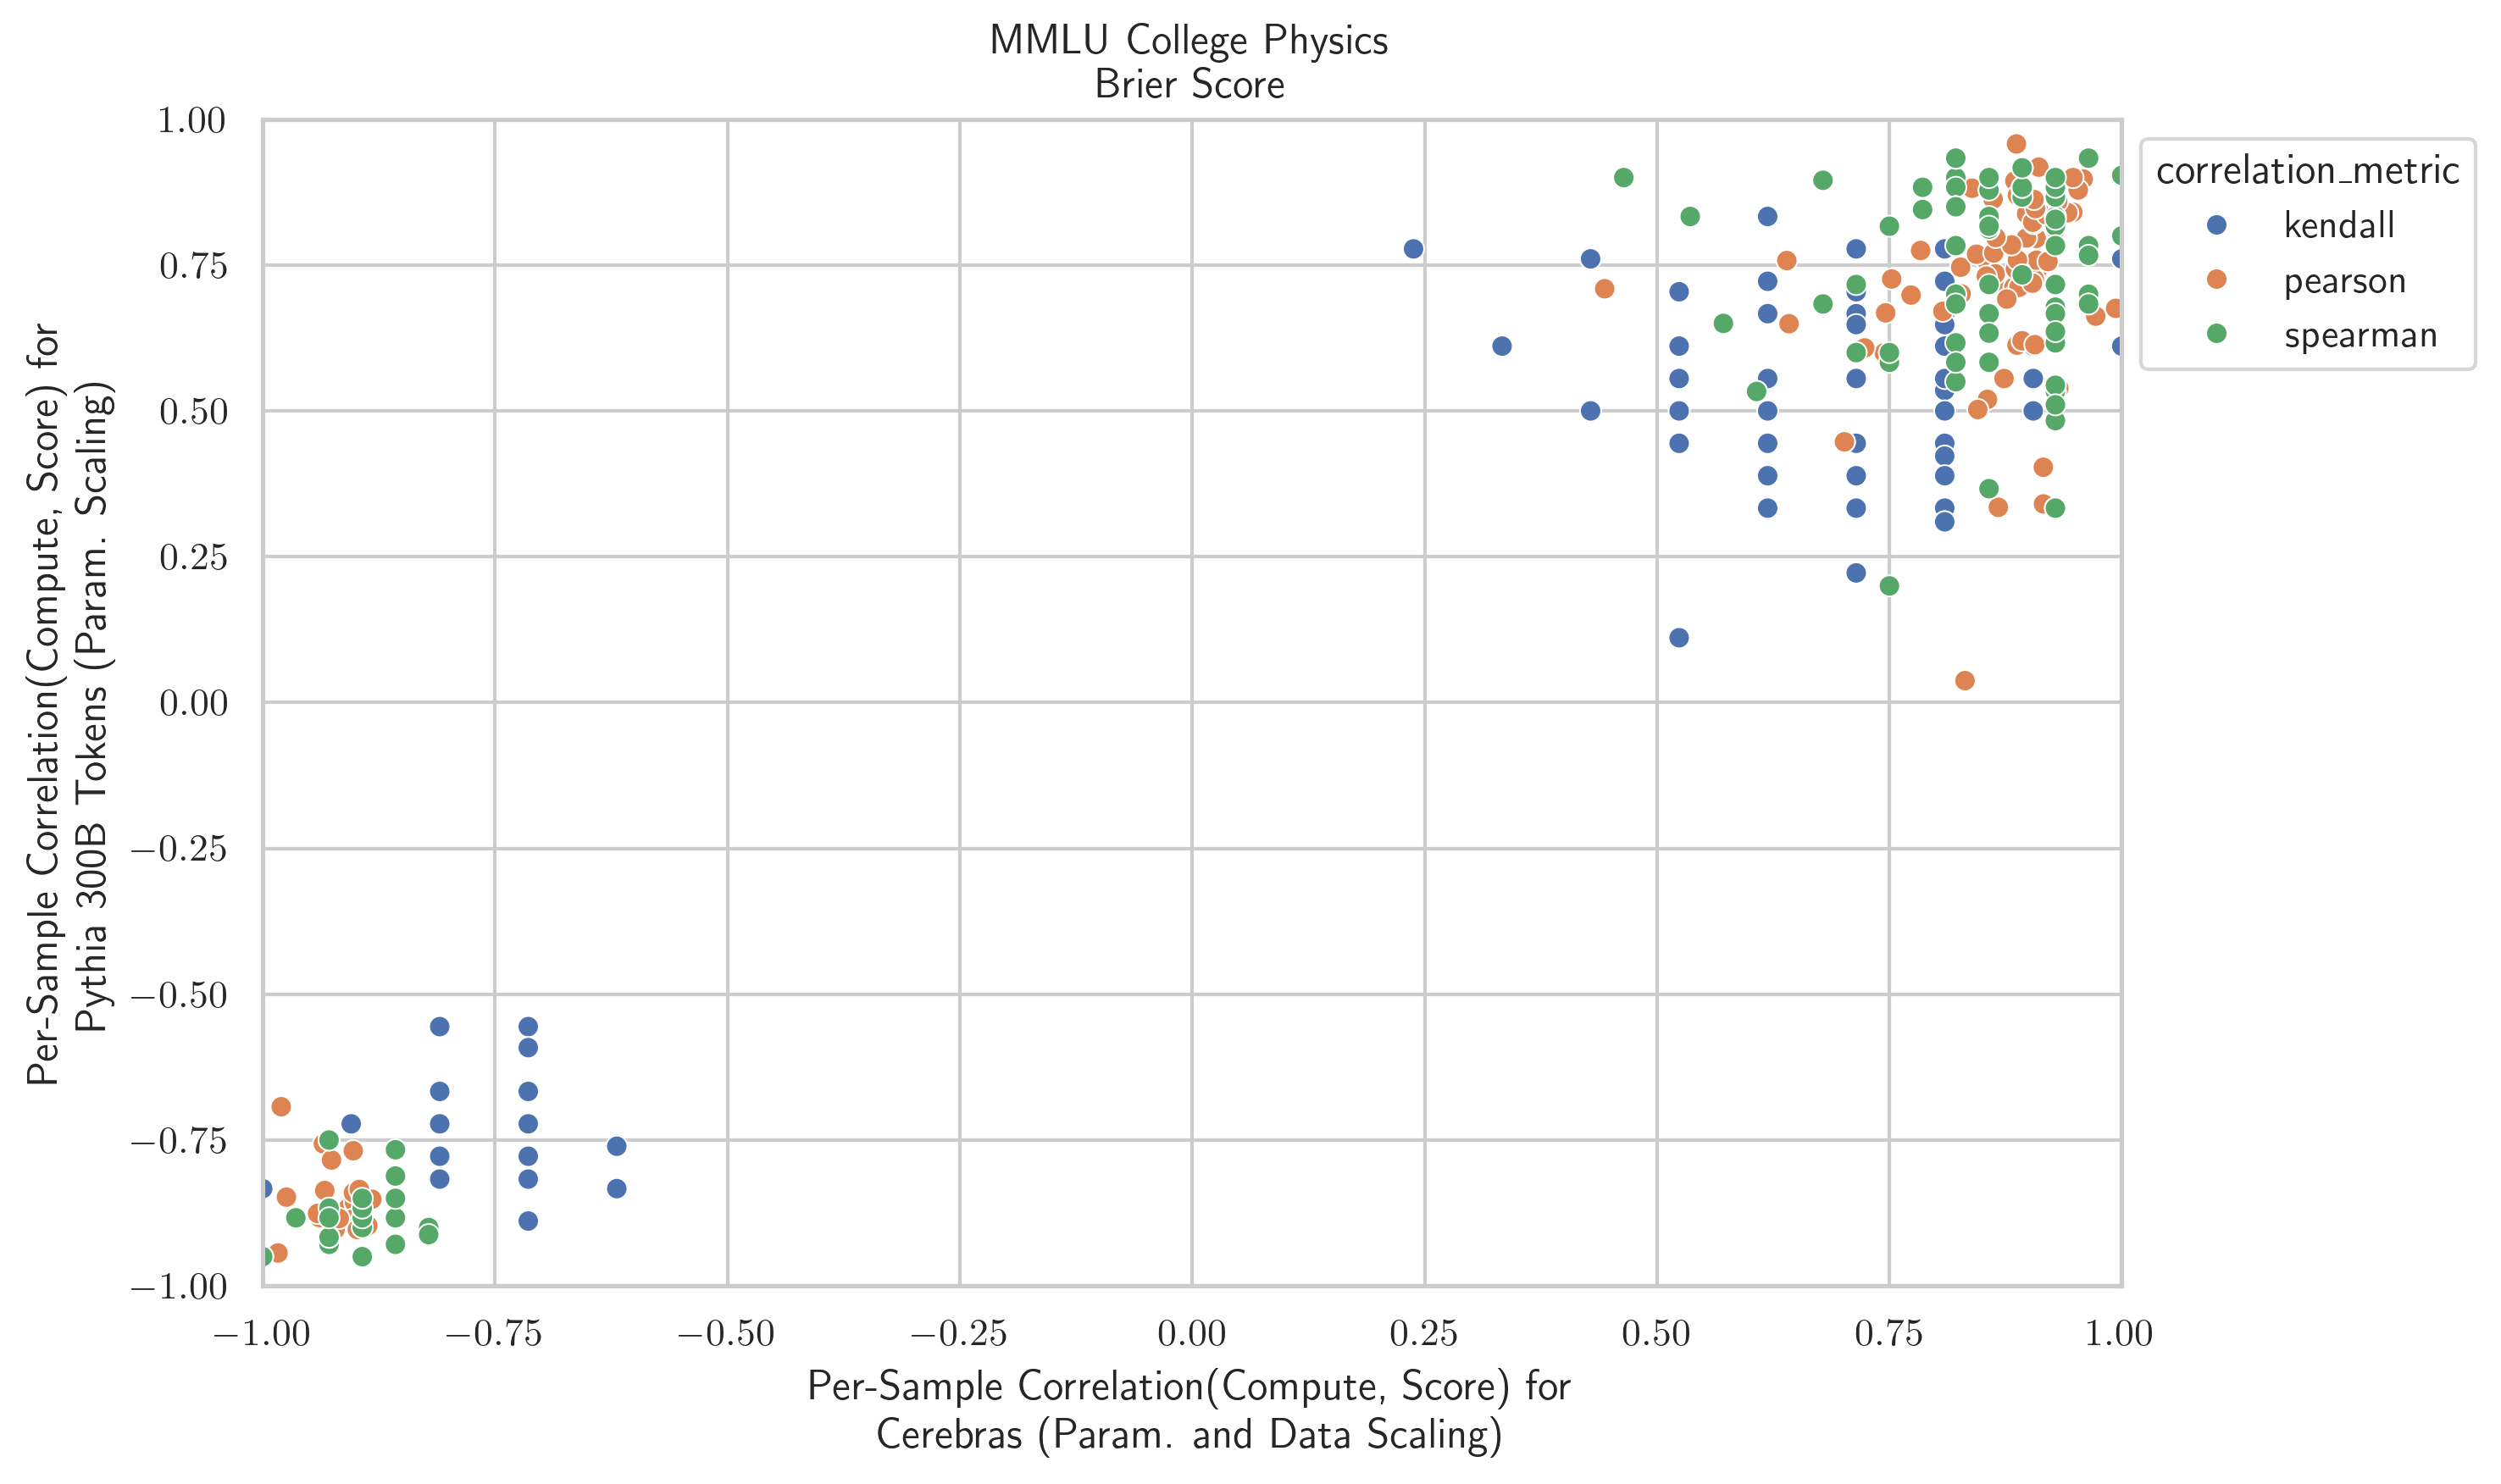 MMLU College Physics
Brier Score
Per-Sample Correlation(Compute, Score) for
Pythia 300B Tokens (Param. Scaling)
1.00
0.75
0.50
0.25
0.00
−0.25
−0.50
−0.75
−1.00
correlation_metric
kendall
pearson
spearman
−1.00 −0.75 −0.50 −0.25 0.00 0.25 0.50 0.75 1.00
Per-Sample Correlation(Compute, Score) for
Cerebras (Param. and Data Scaling)